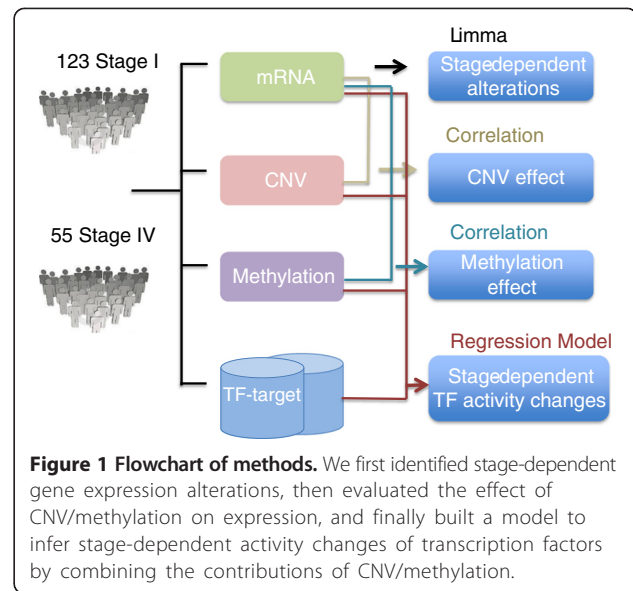 123 Stage I
55 Stage IV
mRNA
CNV
Methylation
TF-target
Limma
Stagedependent
alterations
Correlation
CNV effect
Correlation
Methylation
effect
Regression Model
Stagedependent
TF activity changes
Figure 1 Flowchart of methods. We first identified stage-dependent
gene expression alterations, then evaluated the effect of
CNV/methylation on expression, and finally built a model to
infer stage-dependent activity changes of transcription factors
by combining the contributions of CNV/methylation.